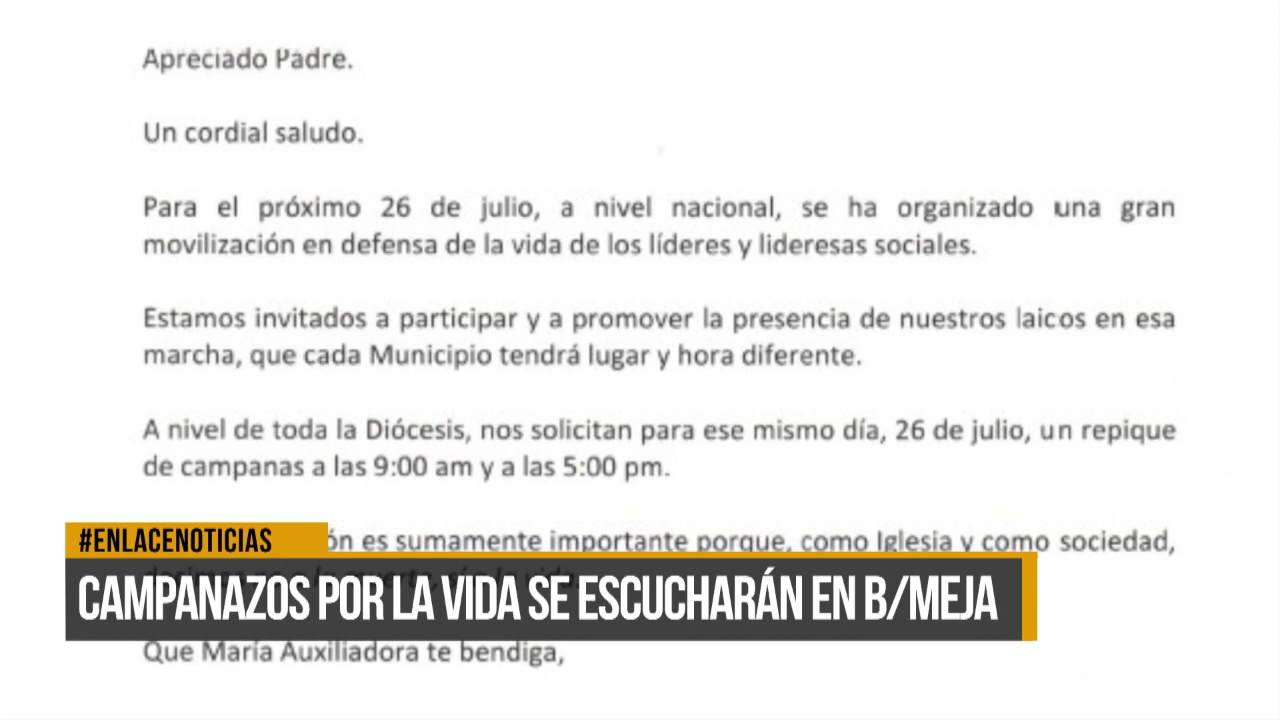 Apreciado Padre.
Un cordial saludo.
Para el próximo 26 de julio, a nivel nacional, se ha organizado una gran
movilización en defensa de la vida de los líderes y lideresas sociales.
Estamos invitados a participar y a promover la presencia de nuestros laicos en esa
marcha, que cada Municipio tendrá lugar y hora diferente.
A nivel de toda la Diócesis, nos solicitan para ese mismo día, 26 de julio, un repique
de campanas a las 9:00 am y a las 5:00 pm.
es sumamente importante porque, como Iglesia y como sociedad,
#ENLACENOTICIAS
CAMPANAZOS POR LA VIDA SE ESCUCHARÁN EN B/MEJA
Que María Auxiliadora te bendiga,